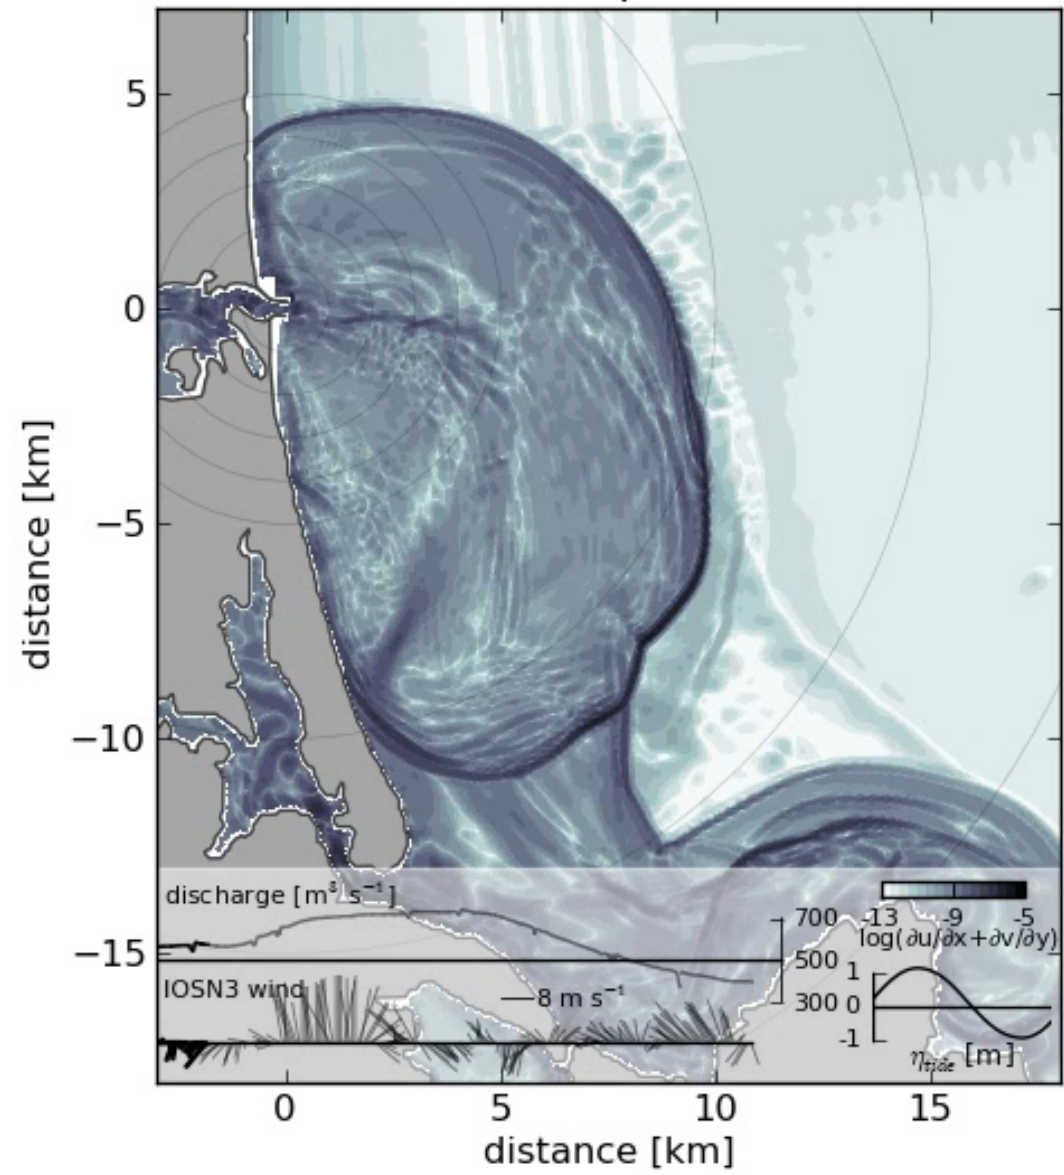 5
0
−5
−10
−15
distance [km]
discharge [m³ s⁻¹]
700
500
300
-13 -9 -5
log(∂u/∂x+∂v/∂y)
IOSN3 wind
8 m s⁻¹
1
0
-1
η_tide [m]
0 5 10 15
distance [km]